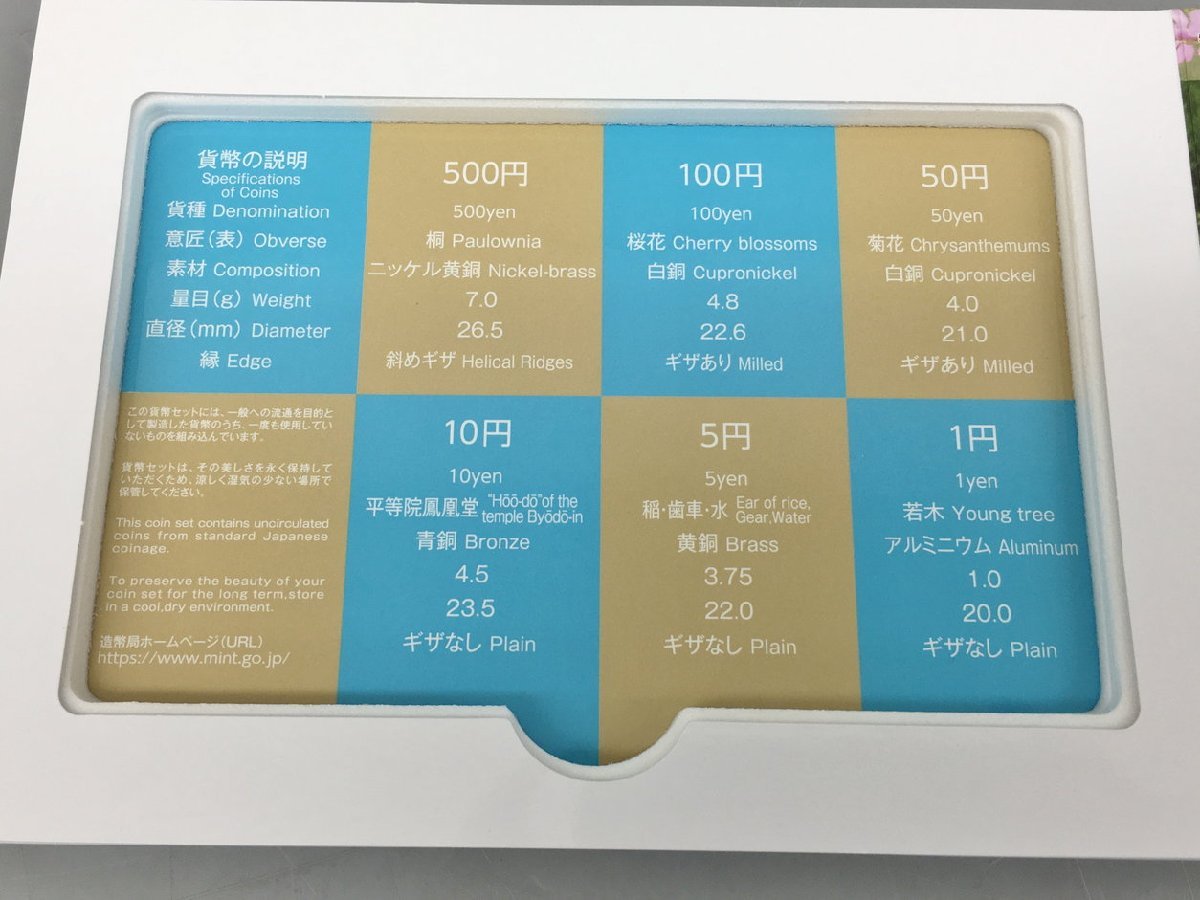 貨幣の説明
Specifications
of Coins
貨種 Denomination
意匠(表) Obverse
素材 Composition
量目(g) Weight
直径(mm) Diameter
縁 Edge
500円
500yen
桐 Paulownia
ニッケル黄銅 Nickel-brass
7.0
26.5
斜めギザ Helical Ridges
100円
100yen
桜花 Cherry blossoms
白銅 Cupronickel
4.8
22.6
ギザあり Milled
50円
50yen
菊花 Chrysanthemums
白銅 Cupronickel
4.0
21.0
ギザあり Milled
この貨幣セットには、一般への流通を目的と
して製造した貨幣のうち、一度も使用してい
ないものを組み込んでいます。
貨幣セットは、その美しさを永く保持して
いただくため、涼しく湿気の少ない場所で
保管してください。
This coin set contains uncirculated
coins from standard Japanese
coinage.
To preserve the beauty of your
coin set for the long term,store
in a cool,dry environment.
造幣局ホームページ(URL)
https://www.mint.go.jp/
10円
10yen
平等院鳳凰堂 "Hōō-dō"of the
temple Byōdō-in
青銅 Bronze
4.5
23.5
ギザなし Plain
5円
5yen
稲・歯車・水 Ear of rice,
Gear,Water
黄銅 Brass
3.75
22.0
ギザなし Plain
1円
1yen
若木 Young tree
アルミニウム Aluminum
1.0
20.0
ギザなし Plain